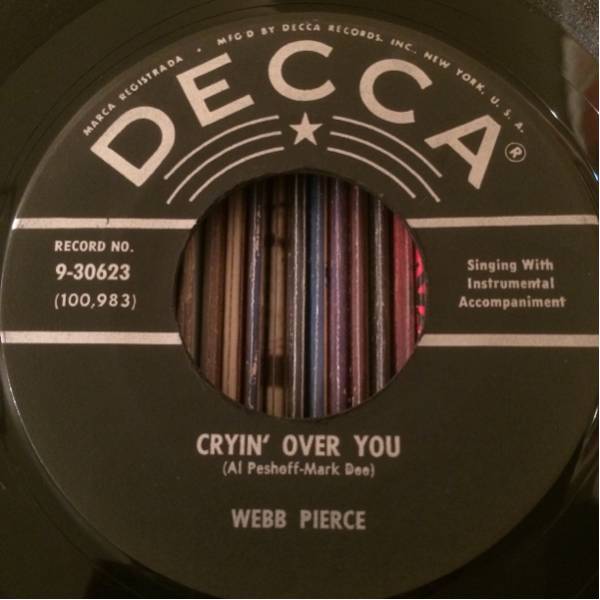 MARCA REGISTRADA • MFG'D BY DECCA RECORDS, INC., NEW YORK, U. S. A.
DECCA®
RECORD NO.
9-30623
(100,983)
Singing With
Instrumental
Accompaniment
CRYIN' OVER YOU
(Al Peshoff-Mark Dee)
WEBB PIERCE